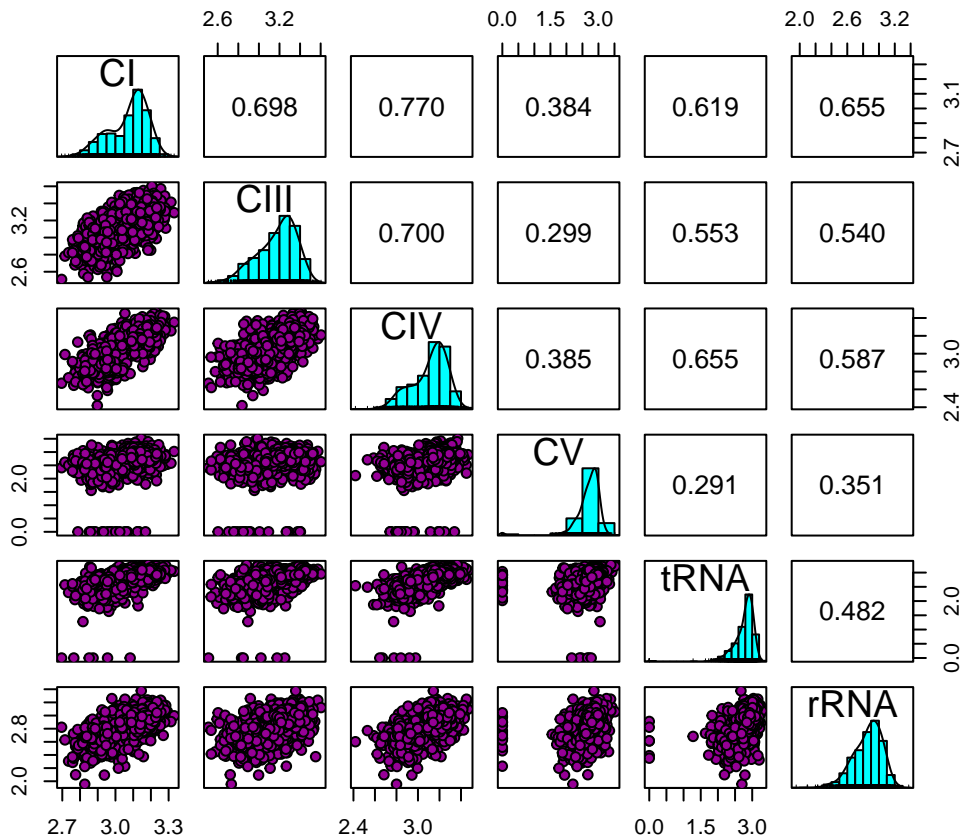 2.6 3.2 0.0 1.5 3.0 2.0 2.6 3.2
CI 0.698 0.770 0.384 0.619 0.655 2.7 3.1
2.6 3.2 CIII 0.700 0.299 0.553 0.540
CIV 0.385 0.655 0.587 2.4 3.0
0.0 2.0 CV 0.291 0.351
tRNA 0.482 0.0 2.0
2.0 2.8 rRNA
2.7 3.0 3.3 2.4 3.0 0.0 1.5 3.0